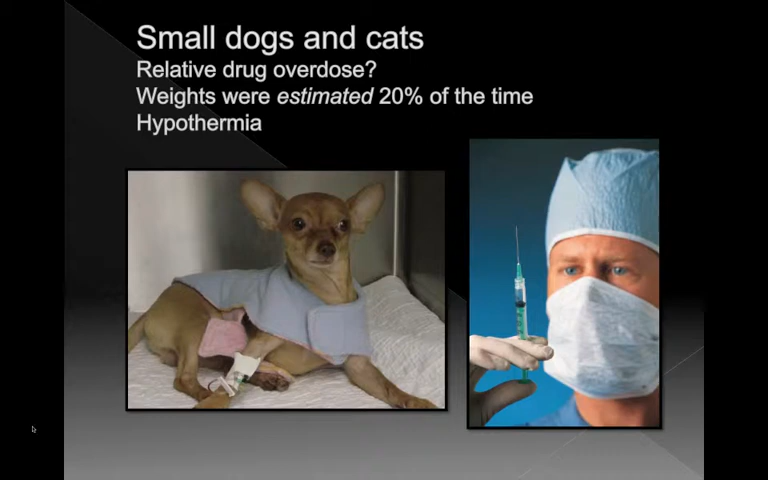 Small dogs and cats
Relative drug overdose?
Weights were estimated 20% of the time
Hypothermia